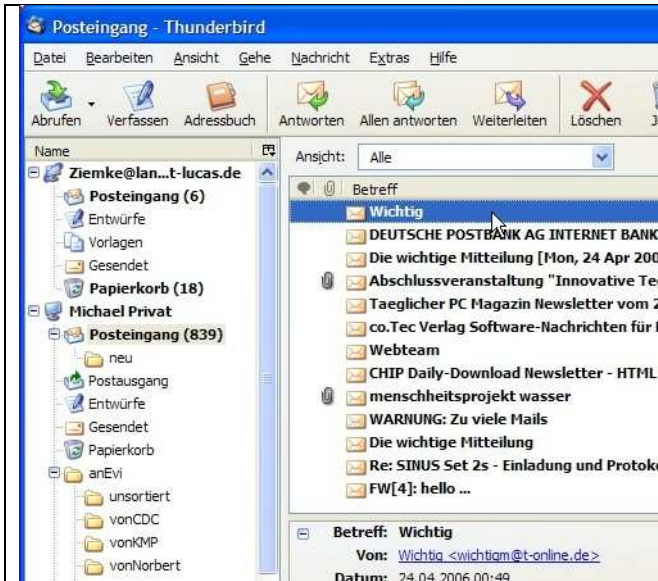 Posteingang - Thunderbird
Datei Bearbeiten Ansicht Gehe Nachricht Extras Hilfe
Abrufen Verfassen Adressbuch Antworten Allen antworten Weiterleiten Löschen
Name
Ziemke@lan...t-lucas.de
Posteingang (6)
Entwürfe
Vorlagen
Gesendet
Papierkorb (18)
Michael Privat
Posteingang (839)
neu
Postausgang
Entwürfe
Gesendet
Papierkorb
anEvi
unsortiert
vonCDC
vonKMP
vonNorbert
Ansicht: Alle
Betreff
Wichtig
DEUTSCHE POSTBANK AG INTERNET BANK
Die wichtige Mitteilung [Mon, 24 Apr 200
Abschlussveranstaltung "Innovative Te
Taeglicher PC Magazin Newsletter vom 2
co.Tec Verlag Software-Nachrichten für
Webteam
CHIP Daily-Download Newsletter - HTML
menschheitsprojekt wasser
WARNUNG: Zu viele Mails
Die wichtige Mitteilung
Re: SINUS Set 2s - Einladung und Protok
FW[4]: hello ...
Betreff: Wichtig
Von: Wichtig <wichtigm@t-online.de>
Datum: 24.04.2006 00:49